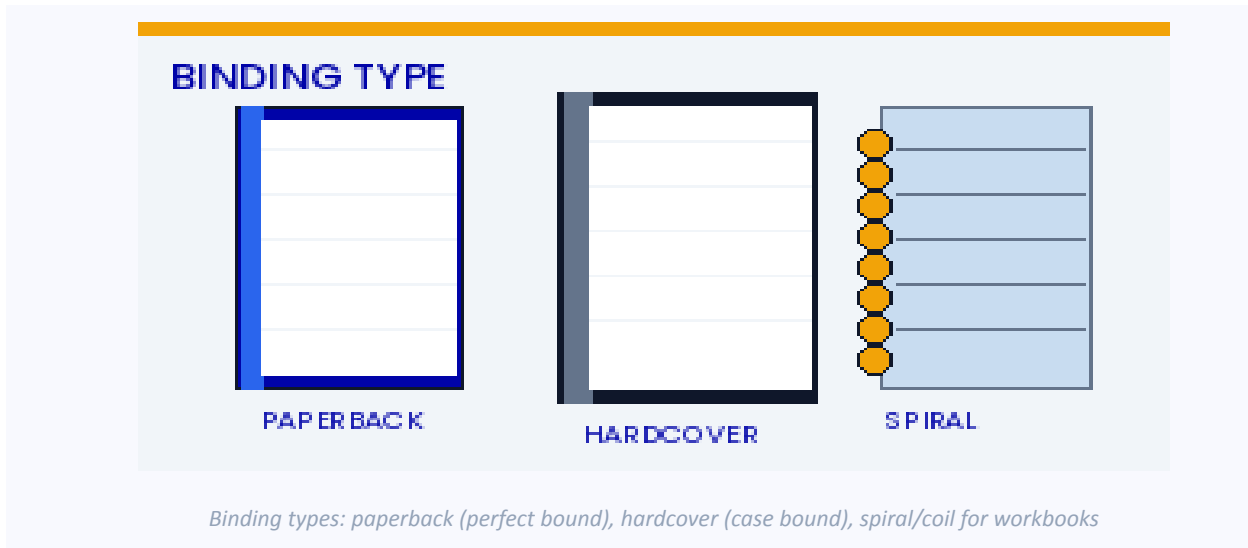 BINDING TYPE
PAPERBACK
HARDCOVER
SPIRAL
Binding types: paperback (perfect bound), hardcover (case bound), spiral/coil for workbooks